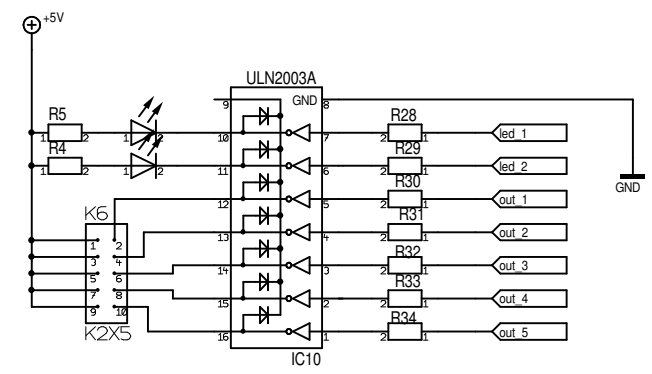 +5V
ULN2003A
9 GND 8
R5 R28
1 2 1 2 10 7 2 1 led_1
R4 R29
1 2 1 2 11 6 2 1 led_2
R30
12 5 2 1 out_1
K6 R31
GND
1 2 13 4 2 1 out_2
3 4 R32
5 6 14 3 2 1 out_3
7 8 R33
15 2 2 1 out_4
9 10 R34
K2X5 16 1 2 1 out_5
IC10